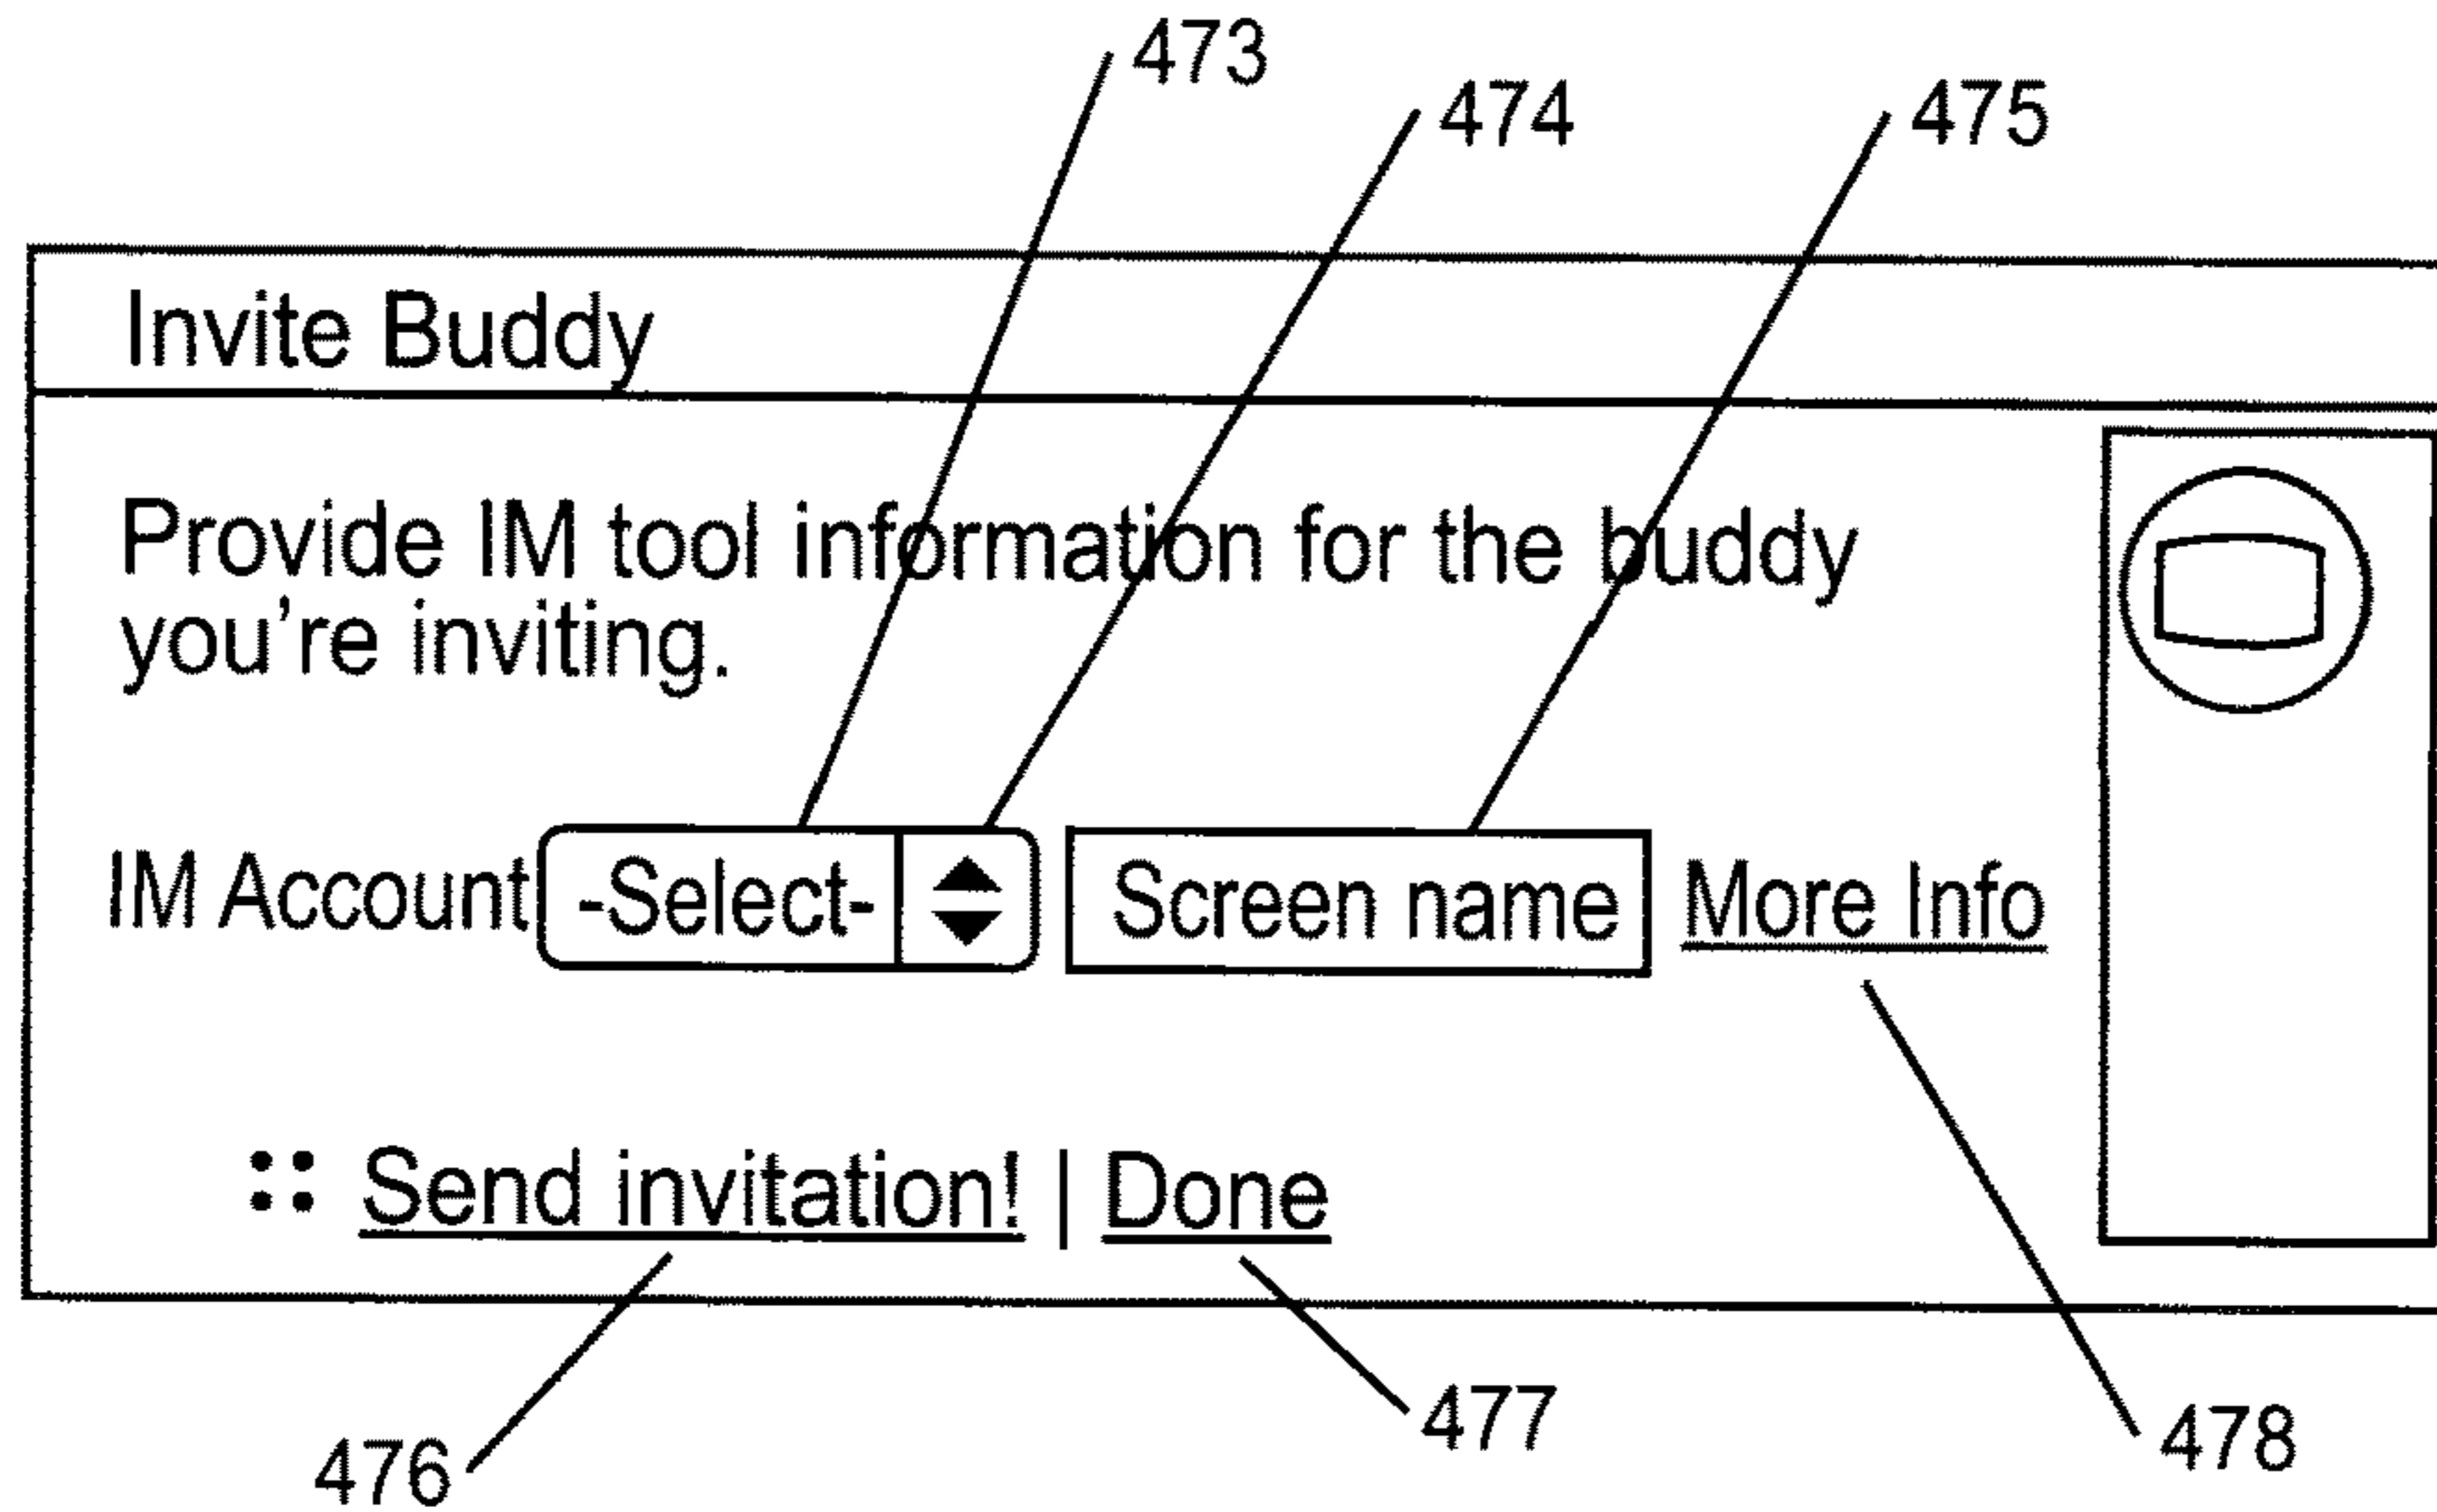 473
474
475
Invite Buddy
Provide IM tool information for the buddy
you're inviting.
IM Account -Select- Screen name More Info
Send invitation! | Done
476
477
478